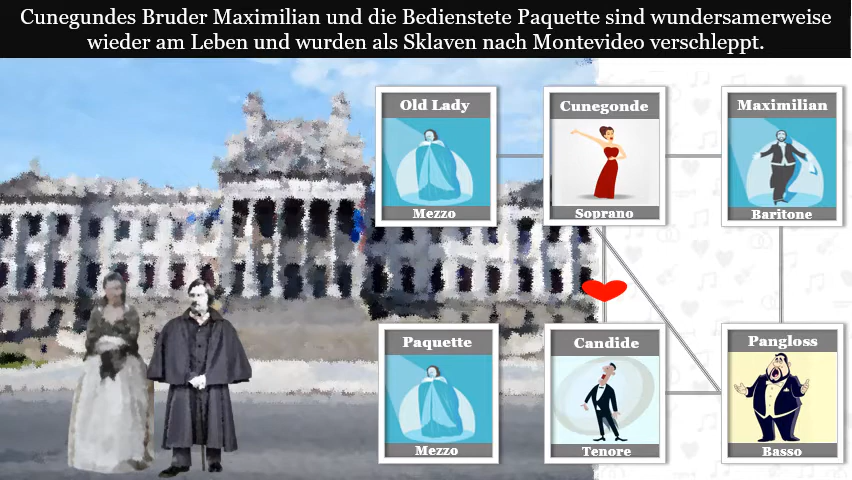 Cunegundes Bruder Maximilian und die Bedienstete Paquette sind wundersamerweise
wieder am Leben und wurden als Sklaven nach Montevideo verschleppt.
Old Lady
Mezzo
Cunegonde
Soprano
Maximilian
Baritone
Paquette
Mezzo
Candide
Tenore
Pangloss
Basso